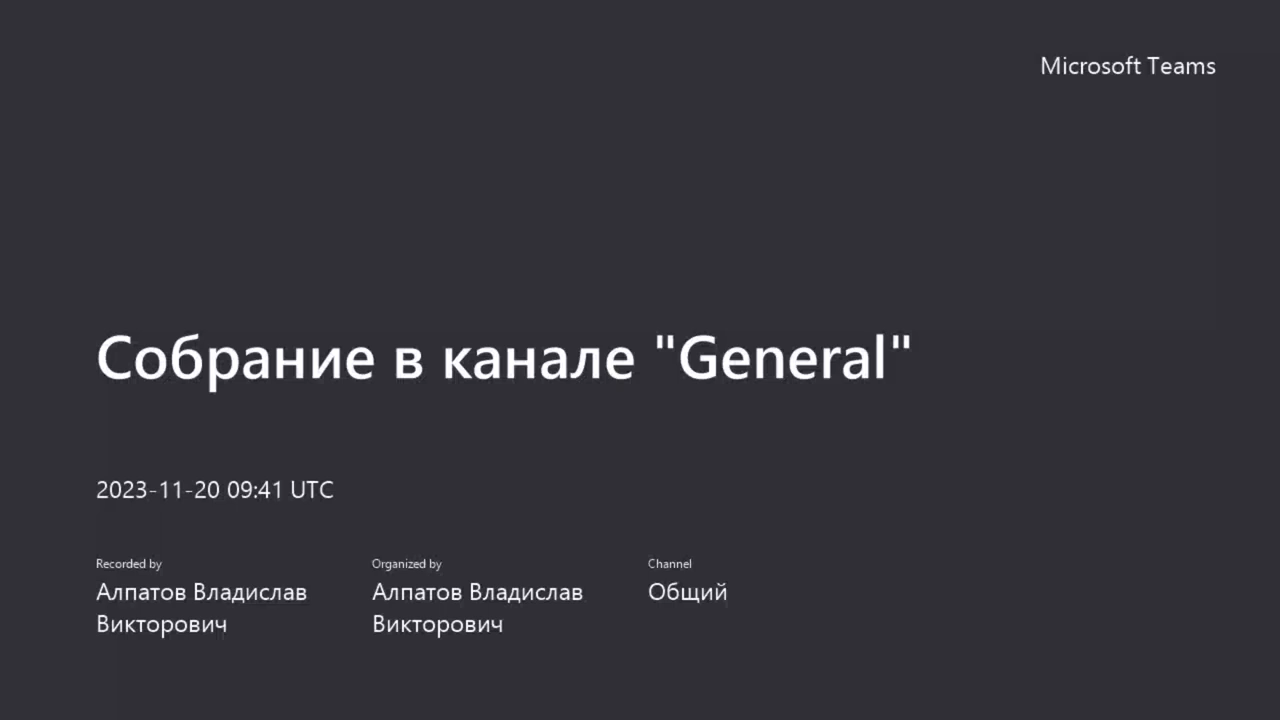 Microsoft Teams
Собрание в канале "General"
2023-11-20 09:41 UTC
Recorded by
Алпатов Владислав
Викторович
Organized by
Алпатов Владислав
Викторович
Channel
Общий